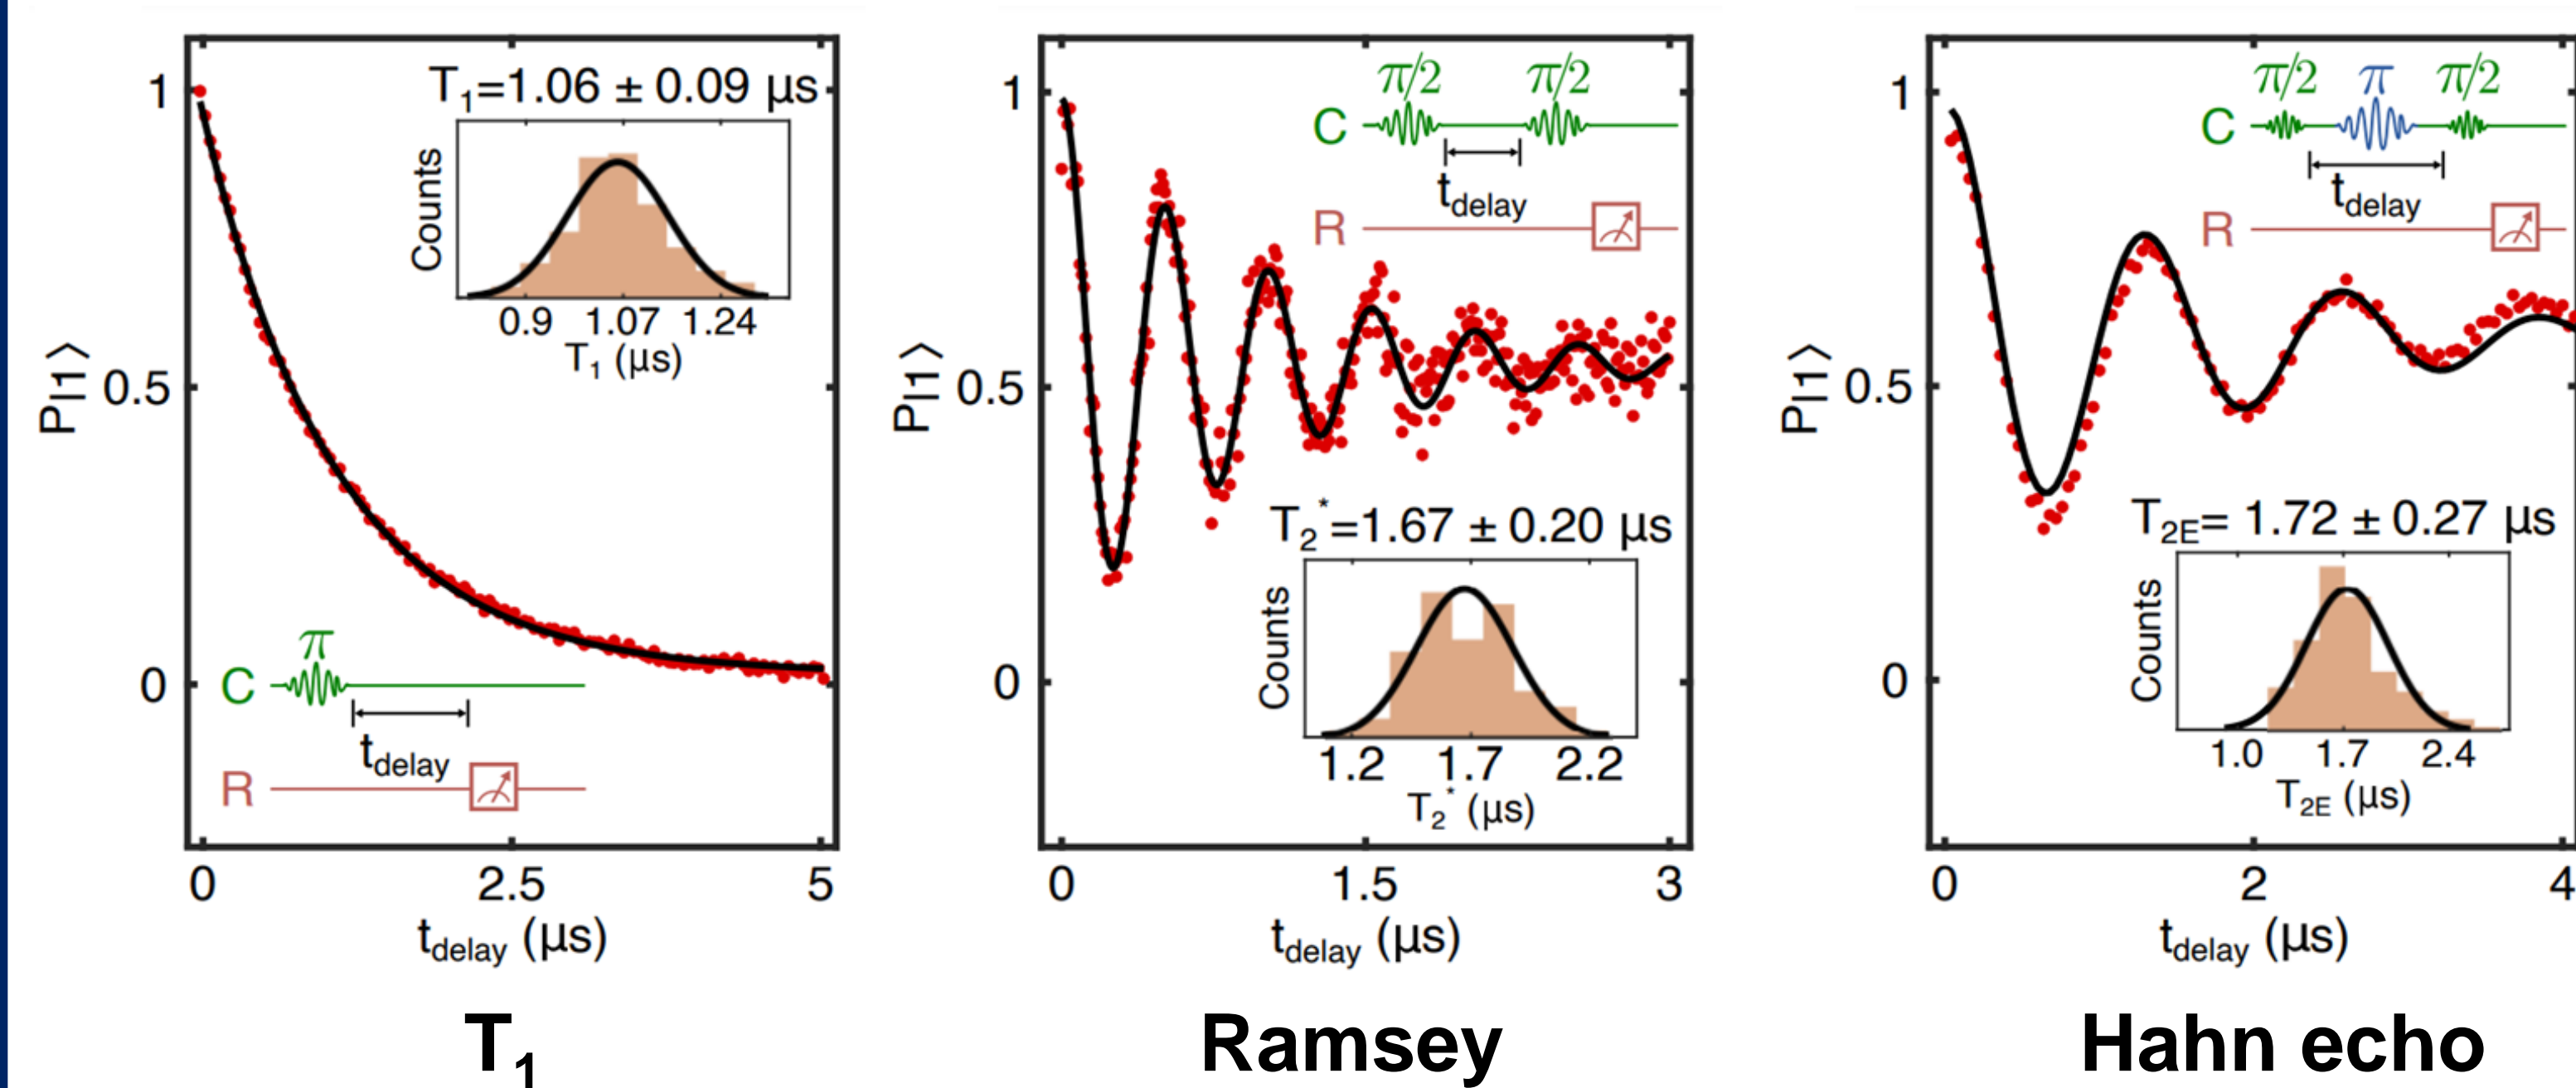 T₁=1.06 ± 0.09 μs
1
0.5
0
P|1⟩
Counts
0.9 1.07 1.24
T₁ (μs)
π
C
t_delay
R
0 2.5 5
t_delay (μs)
T₁
π/2 π/2
C
t_delay
R
1
0.5
0
P|1⟩
T₂*=1.67 ± 0.20 μs
Counts
1.2 1.7 2.2
T₂* (μs)
0 1.5 3
t_delay (μs)
Ramsey
π/2 π π/2
C
t_delay
R
1
0.5
0
P|1⟩
T₂E= 1.72 ± 0.27 μs
Counts
1.0 1.7 2.4
T₂E (μs)
0 2 4
t_delay (μs)
Hahn echo